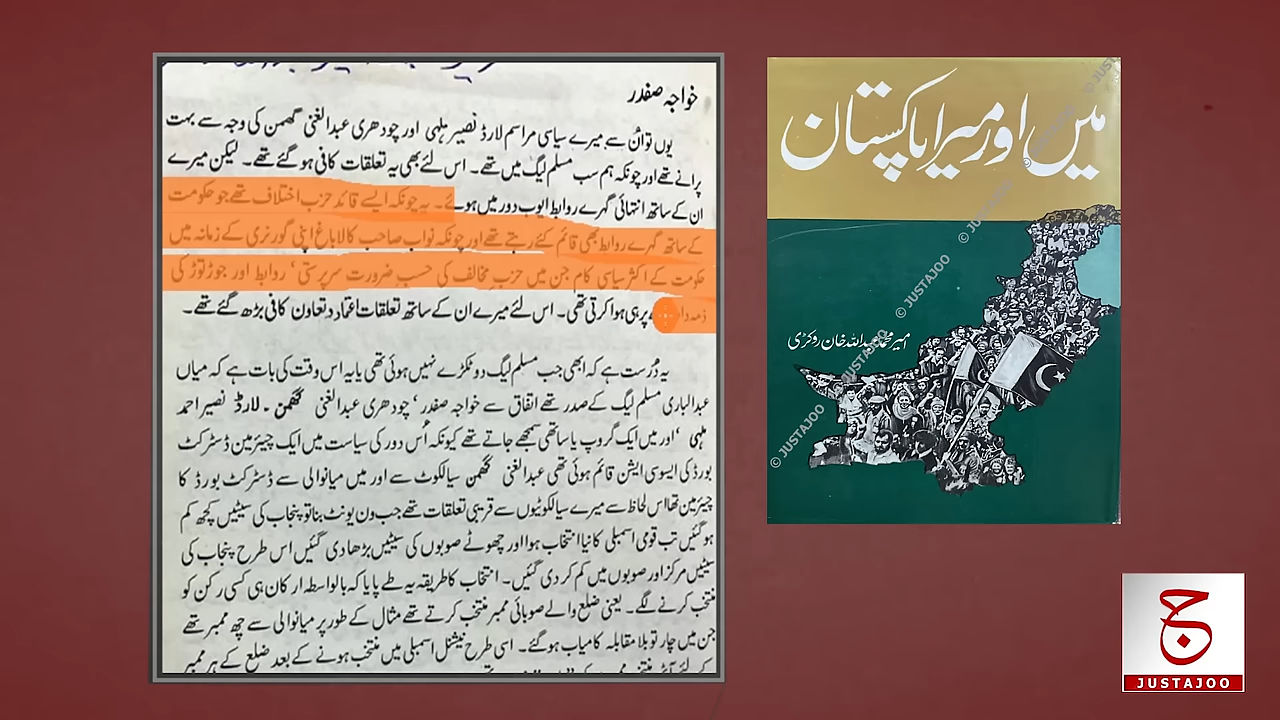 خواجہ صفدر
یوں تو اُن سے میرے سیاسی مراسم لارڈ نصیر ملہی اور چودھری عبدالغنی گھمن کی وجہ سے بہت
پرانے تھے اور چونکہ ہم سب مسلم لیگ میں تھے۔ اس لئے بھی یہ تعلقات کافی ہو گئے تھے۔ لیکن میرے
ان کے ساتھ انتہائی گہرے روابط ایوب دور میں ہوئے۔ یہ چونکہ ایسے قائد حزب اختلاف تھے جو حکومت
کے ساتھ گہرے روابط بھی قائم کئے رہتے تھے اور چونکہ نواب صاحب کالاباغ اپنی گورنری کے زمانہ میں
حکومت کے اکثر سیاسی کام جن میں حزب مخالف کی حسب ضرورت سرپرستی‘ روابط اور جوڑ توڑ کی
پر ہی ہوا کرتی تھی۔ اس لئے میرے ان کے ساتھ تعلقات اعتماد و تعاون کافی بڑھ گئے تھے۔
یہ دُرست ہے کہ ابھی جب مسلم لیگ دو ٹکڑے نہیں ہوئی تھی یا یہ اس وقت کی بات ہے کہ میاں
عبدالباری مسلم لیگ کے صدر تھے اتفاق سے خواجہ صفدر‘ چودھری عبدالغنی گھمن ۔ لارڈ نصیر احمد
ملہی ‘ اور میں ایک گروپ یا ساتھی سمجھے جاتے تھے کیونکہ اُس دور کی سیاست میں ایک چیئرمین ڈسٹرکٹ
بورڈ کی ایسوسی ایشن قائم ہوئی تھی عبدالغنی گھمن سیالکوٹ سے اور میں میانوالی سے ڈسٹرکٹ بورڈ کا
چیئرمین تھا اس لحاظ سے میرے سیالکوٹیوں سے قریبی تعلقات تھے جب ون یونٹ بنا تو پنجاب کی سیٹیں کچھ کم
ہو گئیں تب قومی اسمبلی کا نیا انتخاب ہوا اور چھوٹے صوبوں کی سیٹیں بڑھا دی گئیں اس طرح پنجاب کی
سیٹیں مرکز اور صوبوں میں کم کر دی گئیں۔ انتخاب کا طریقہ یہ طے پایا کہ بالواسطہ ارکان ہی کسی رکن کو
منتخب کرنے لگے۔ یعنی ضلع والے صوبائی ممبر منتخب کرتے تھے مثال کے طور پر میانوالی سے چھ ممبر تھے
جن میں چار تو بلا مقابلہ کامیاب ہو گئے۔ اسی طرح نیشنل اسمبلی میں منتخب ہونے کے بعد ضلع کے ہر ممبر
میں اور میرا پاکستان
امیر محمد عبداللہ خان روکڑی
© JUSTAJOO
© JUSTAJOO
© JUSTAJOO
© JUSTAJOO
© JUSTAJOO
© JUSTAJOO
ج
JUSTAJOO